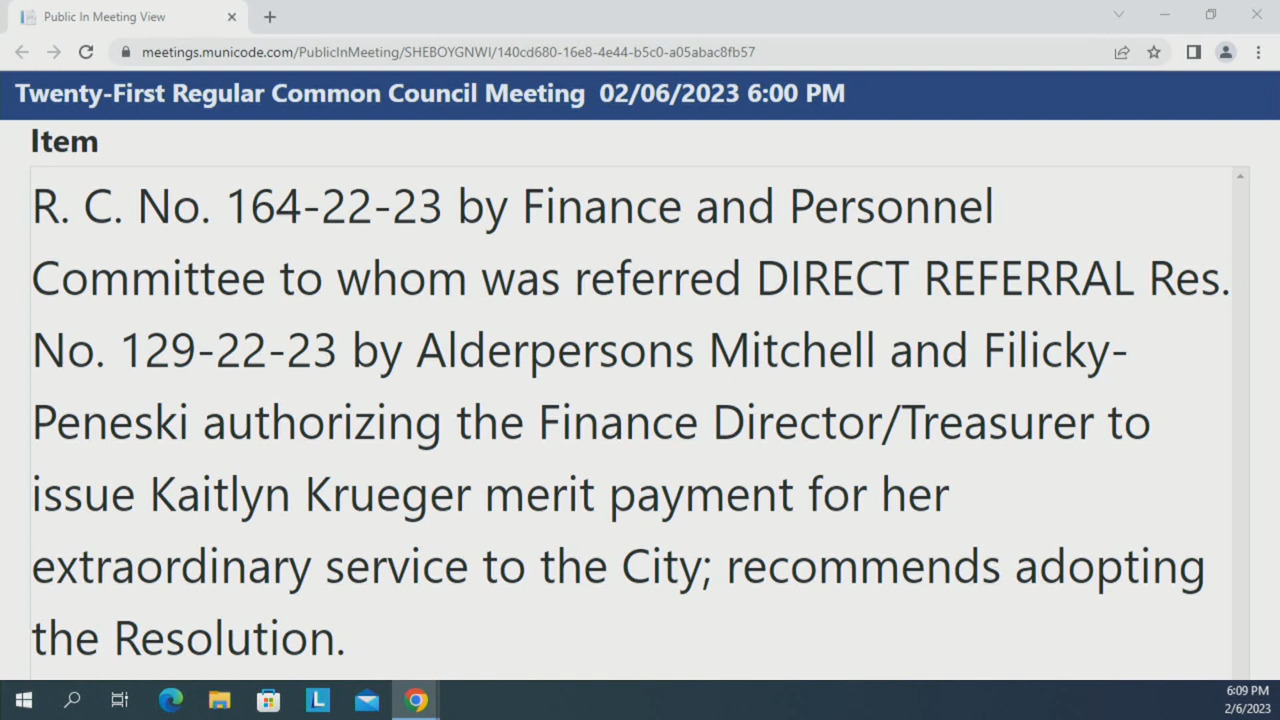 Public In Meeting View
meetings.municode.com/PublicInMeeting/SHEBOYGNWI/140cd680-16e8-4e44-b5c0-a05abac8fb57
Twenty-First Regular Common Council Meeting 02/06/2023 6:00 PM
Item
R. C. No. 164-22-23 by Finance and Personnel
Committee to whom was referred DIRECT REFERRAL Res.
No. 129-22-23 by Alderpersons Mitchell and Filicky-
Peneski authorizing the Finance Director/Treasurer to
issue Kaitlyn Krueger merit payment for her
extraordinary service to the City; recommends adopting
the Resolution.
L
6:09 PM
2/6/2023